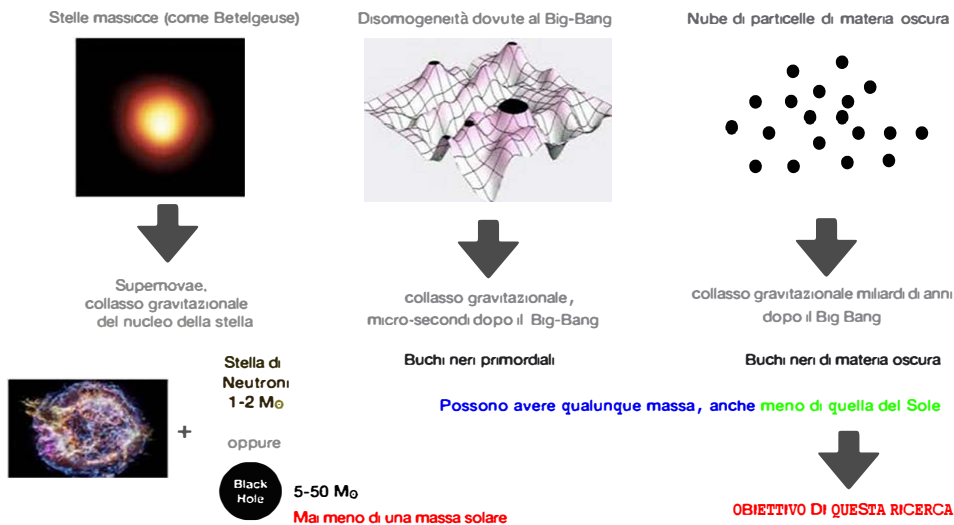 Stelle massicce (come Betelgeuse)
Disomogeneità dovute al Big-Bang
Nube di particelle di materia oscura
Supernovae,
collasso gravitazionale
del nucleo della stella
collasso gravitazionale,
micro-secondi dopo il Big-Bang
collasso gravitazionale miliardi di anni
dopo il Big Bang
Stella di
Neutroni
1-2 M⊙
oppure
Black
Hole
5-50 M⊙
Mai meno di una massa solare
+
Buchi neri primordiali
Buchi neri di materia oscura
Possono avere qualunque massa, anche meno di quella del Sole
OBIETTIVO DI QUESTA RICERCA